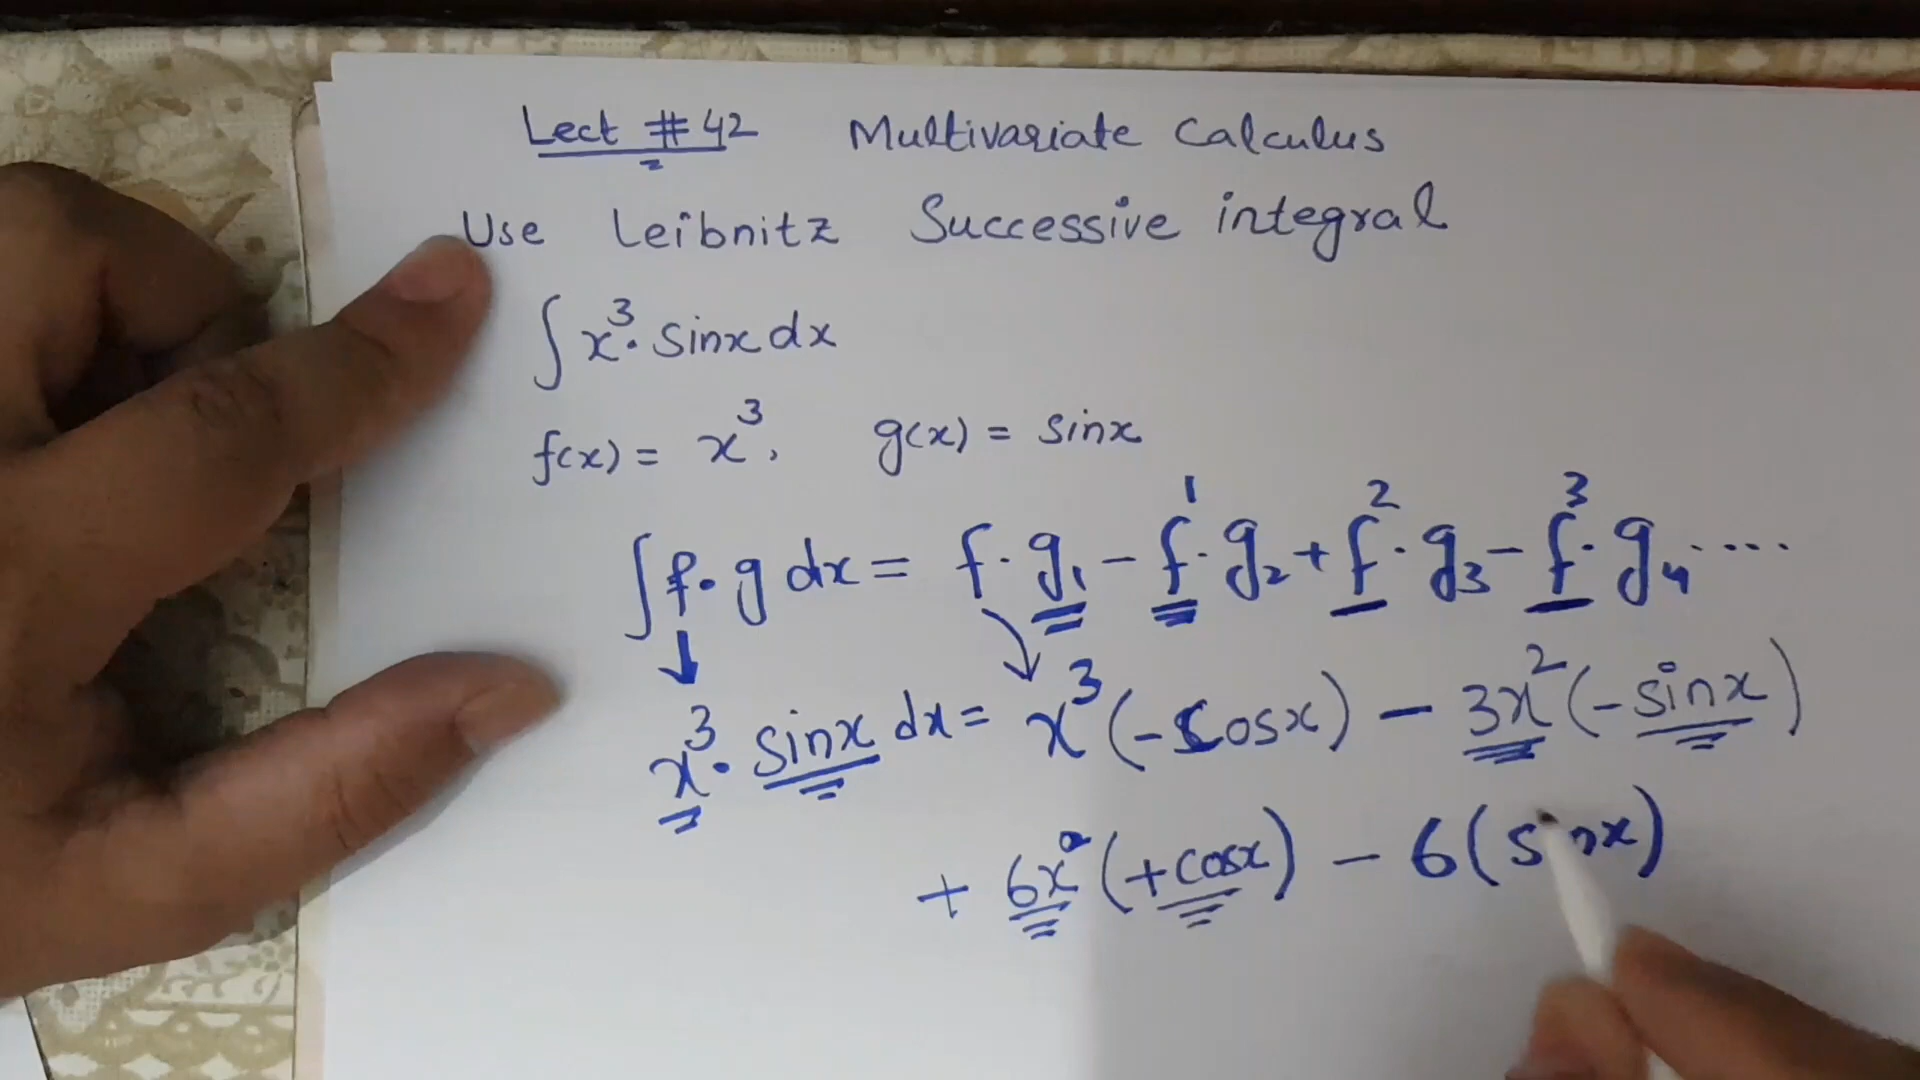 Lect # 42 Multivariate Calculus
Use Leibnitz Successive integral
∫ x³. sinx dx
f(x) = x³, g(x) = sinx
∫ f. g dx = f. g₁ - f¹. g₂ + f². g₃ - f³. g₄ ....
x³. sinx dx = x³ (-cosx) - 3x² (-sinx)
+ 6x (+cosx) - 6 (sinx)